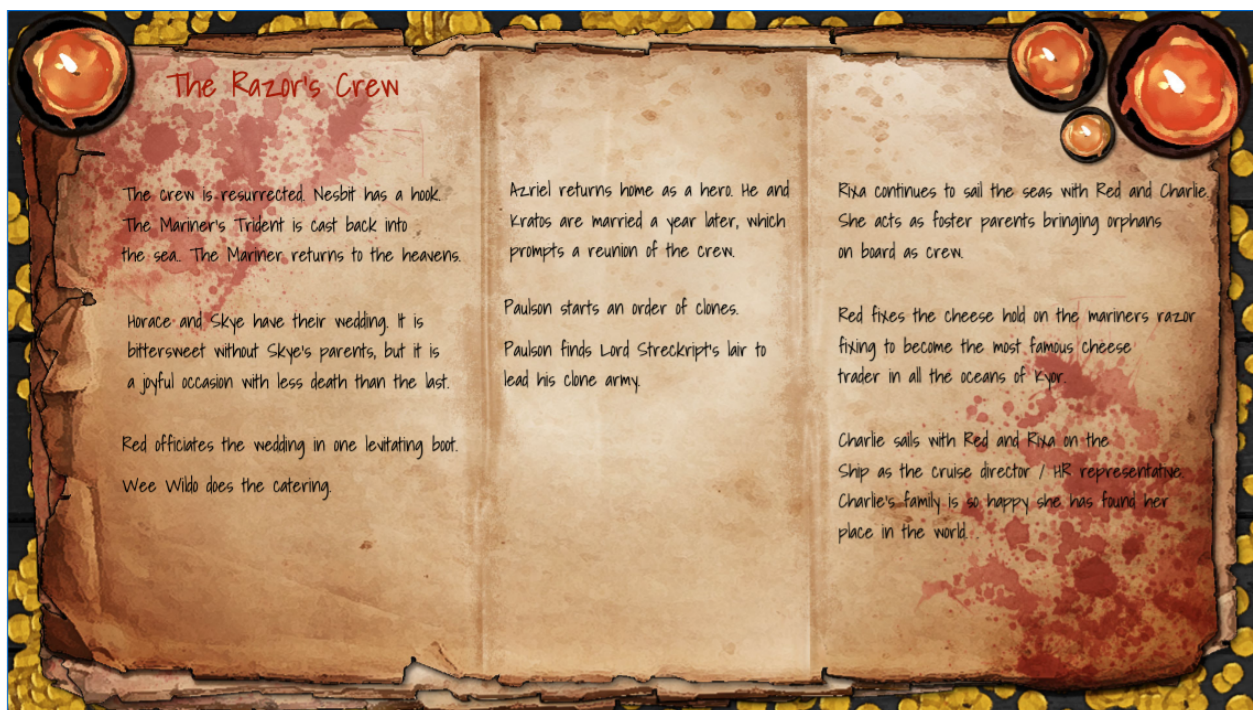 The Razor's Crew
The crew is resurrected. Nesbit has a hook.
The Mariner's Trident is cast back into
the sea.. The Mariner returns to the heavens.
Horace and Skye have their wedding. It is
bittersweet without Skye's parents, but it is
a joyful occasion with less death than the last.
Red officiates the wedding in one levitating boot.
Wee Wildo does the catering.
Azriel returns home as a hero. He and
Kratos are married a year later, which
prompts a reunion of the crew.
Paulson starts an order of clones.
Paulson finds Lord Streckript's lair to
lead his clone army.
Rixa continues to sail the seas with Red and Charlie.
She acts as foster parents bringing orphans
on board as crew.
Red fixes the cheese hold on the mariners razor
fixing to become the most famous cheese
trader in all the oceans of Kyor.
Charlie sails with Red and Rixa on the
Ship as the cruise director / HR representative.
Charlie's family is so happy she has found her
place in the world.